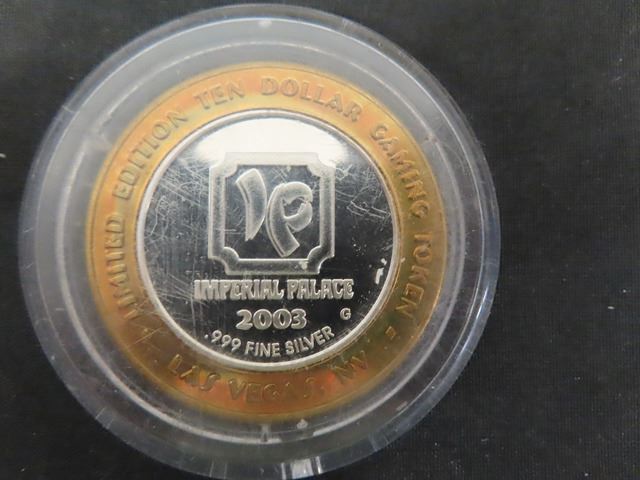 LIMITED EDITION TEN DOLLAR GAMING TOKEN
LAS VEGAS, NV
IP
IMPERIAL PALACE
2003 G
.999 FINE SILVER